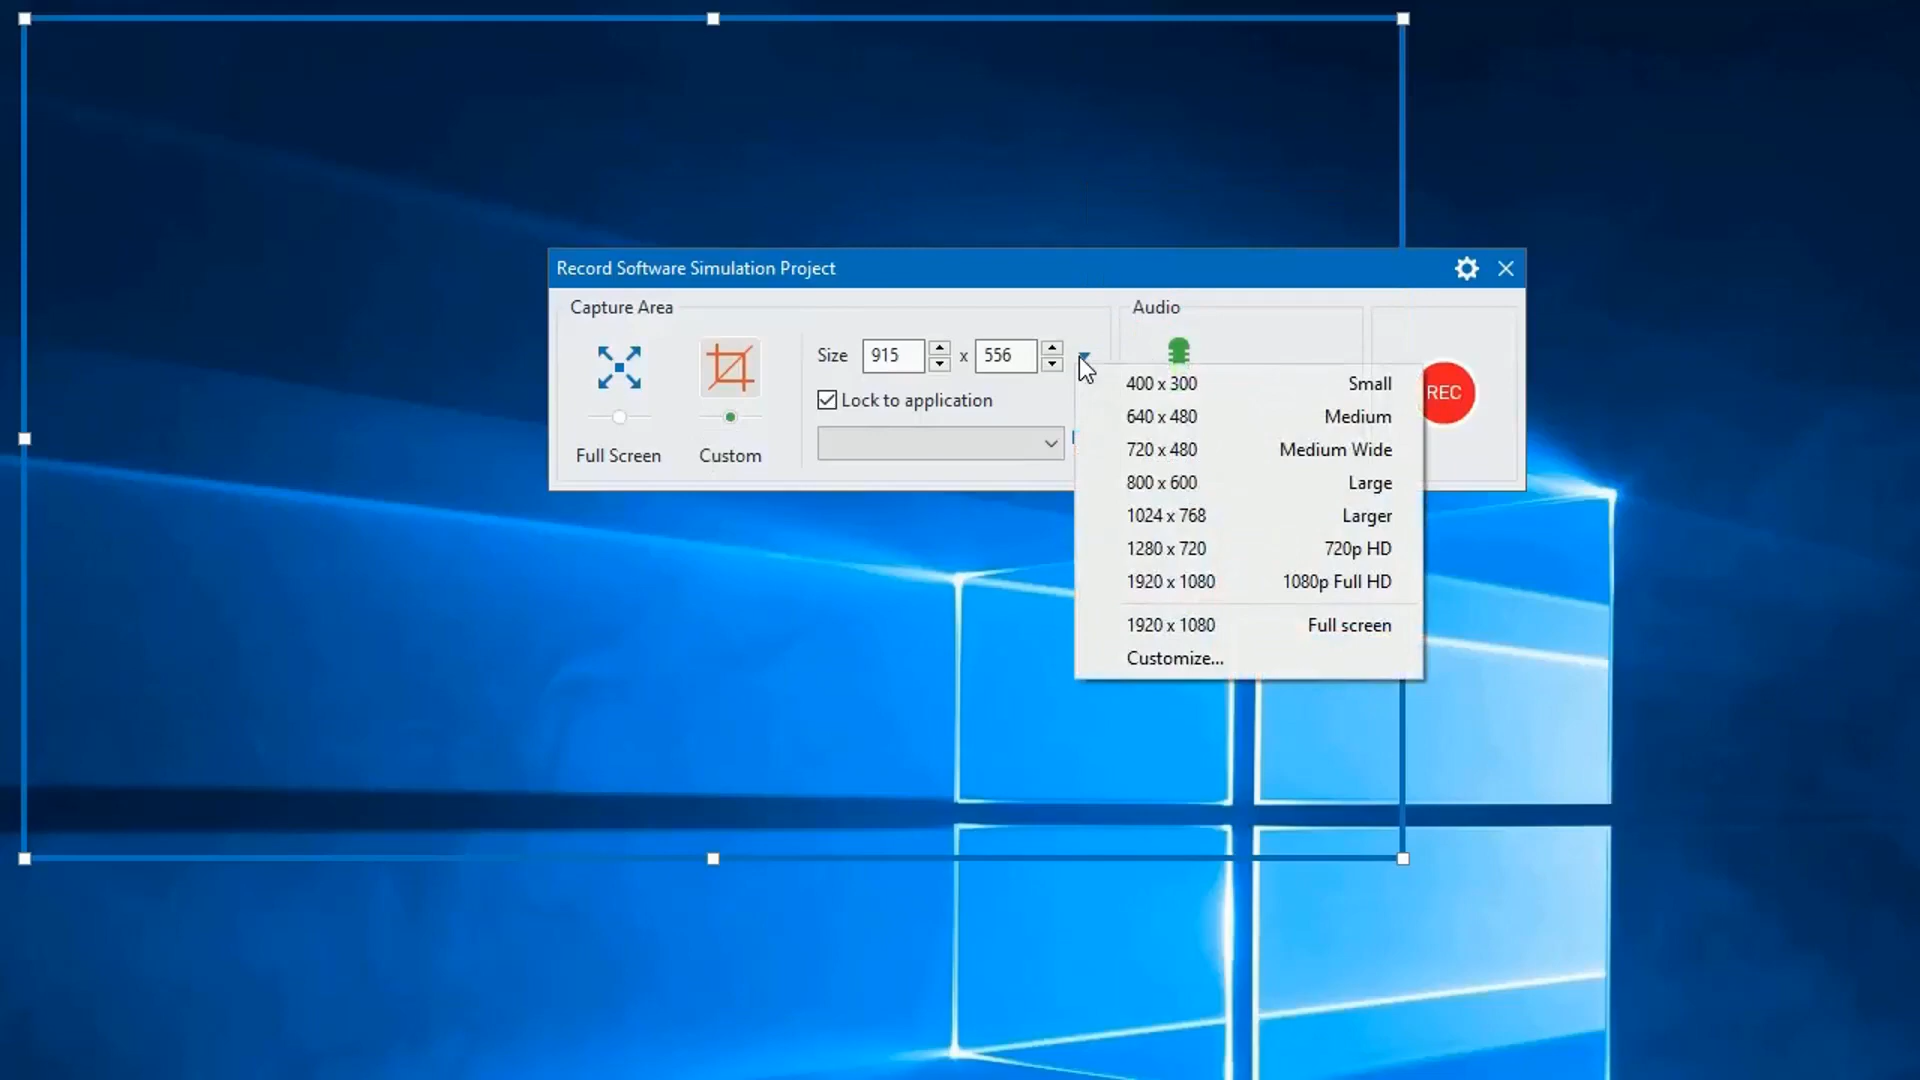 Record Software Simulation Project
Capture Area
Audio
Size 915 x 556
Lock to application
Full Screen
Custom
REC
400 x 300 Small
640 x 480 Medium
720 x 480 Medium Wide
800 x 600 Large
1024 x 768 Larger
1280 x 720 720p HD
1920 x 1080 1080p Full HD
1920 x 1080 Full screen
Customize...